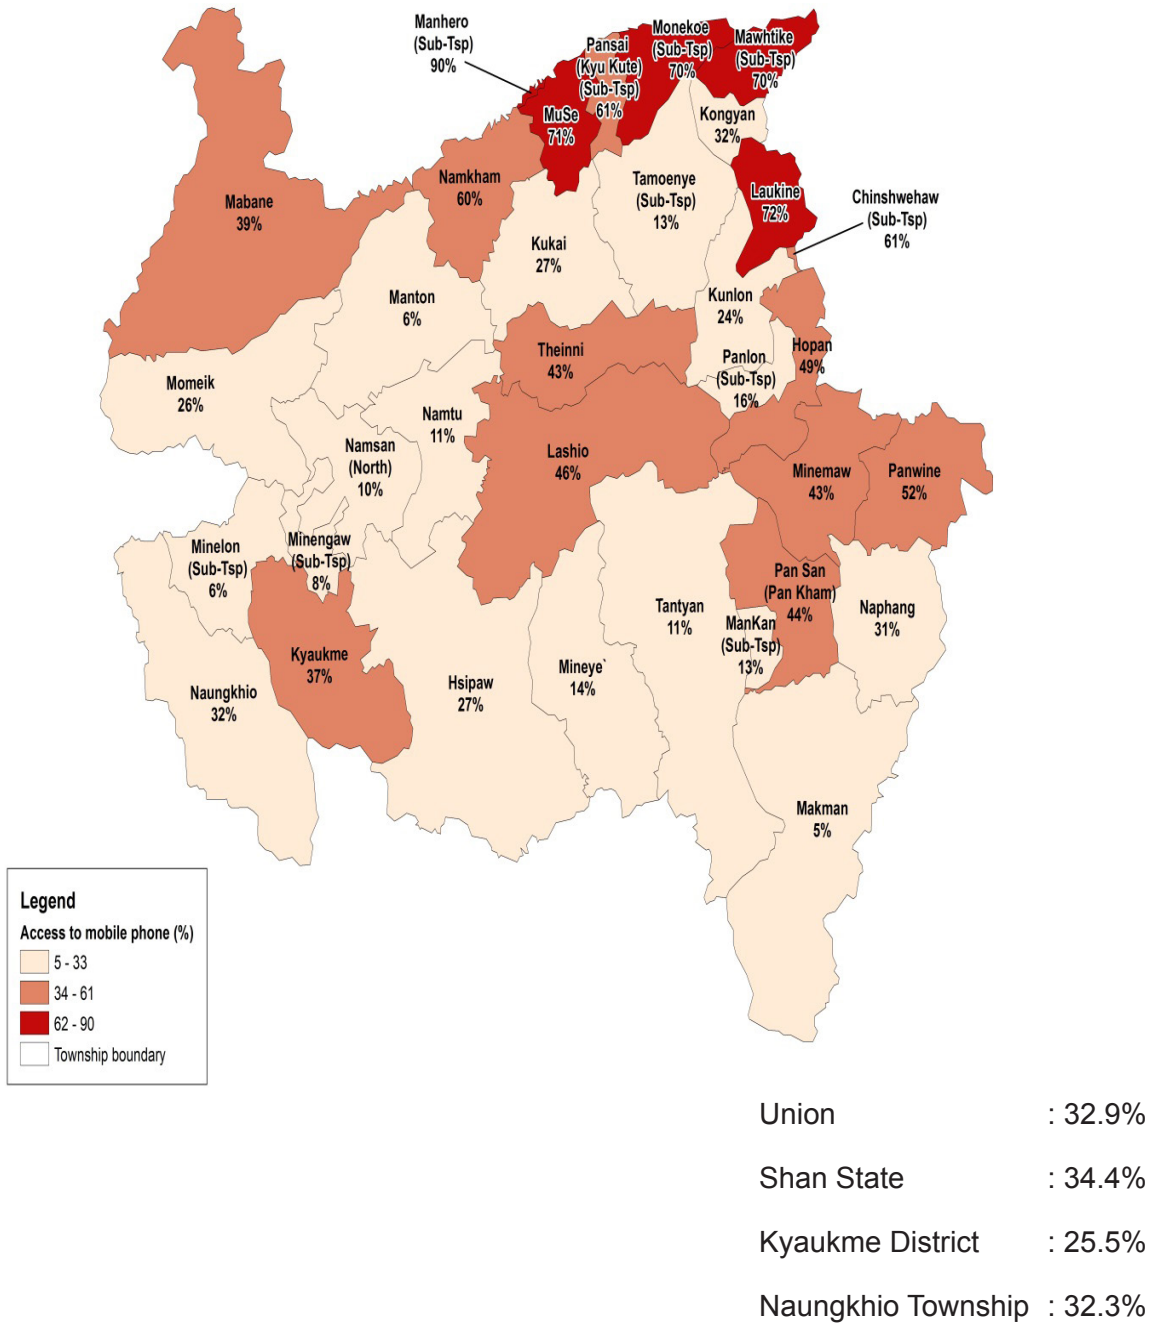 Manhero
(Sub-Tsp)
90%
Pansai
(Kyu Kute)
(Sub-Tsp)
61%
Monekoe
(Sub-Tsp)
70%
Mawhtike
(Sub-Tsp)
70%
MuSe
71%
Kongyan
32%
Mabane
39%
Namkham
60%
Tamoenye
(Sub-Tsp)
13%
Laukine
72%
Chinshwehaw
(Sub-Tsp)
61%
Kukai
27%
Manton
6%
Kunlon
24%
Theinni
43%
Panlon
(Sub-Tsp)
16%
Hopan
49%
Momeik
26%
Namtu
11%
Namsan
(North)
10%
Lashio
46%
Minemaw
43%
Panwine
52%
Minelon
(Sub-Tsp)
6%
Minengaw
(Sub-Tsp)
8%
Pan San
(Pan Kham)
44%
Tantyan
11%
ManKan
(Sub-Tsp)
13%
Naphang
31%
Kyaukme
37%
Mineye`
14%
Hsipaw
27%
Naungkhio
32%
Makman
5%
Legend
Access to mobile phone (%)
5 - 33
34 - 61
62 - 90
Township boundary
Union : 32.9%
Shan State : 34.4%
Kyaukme District : 25.5%
Naungkhio Township : 32.3%